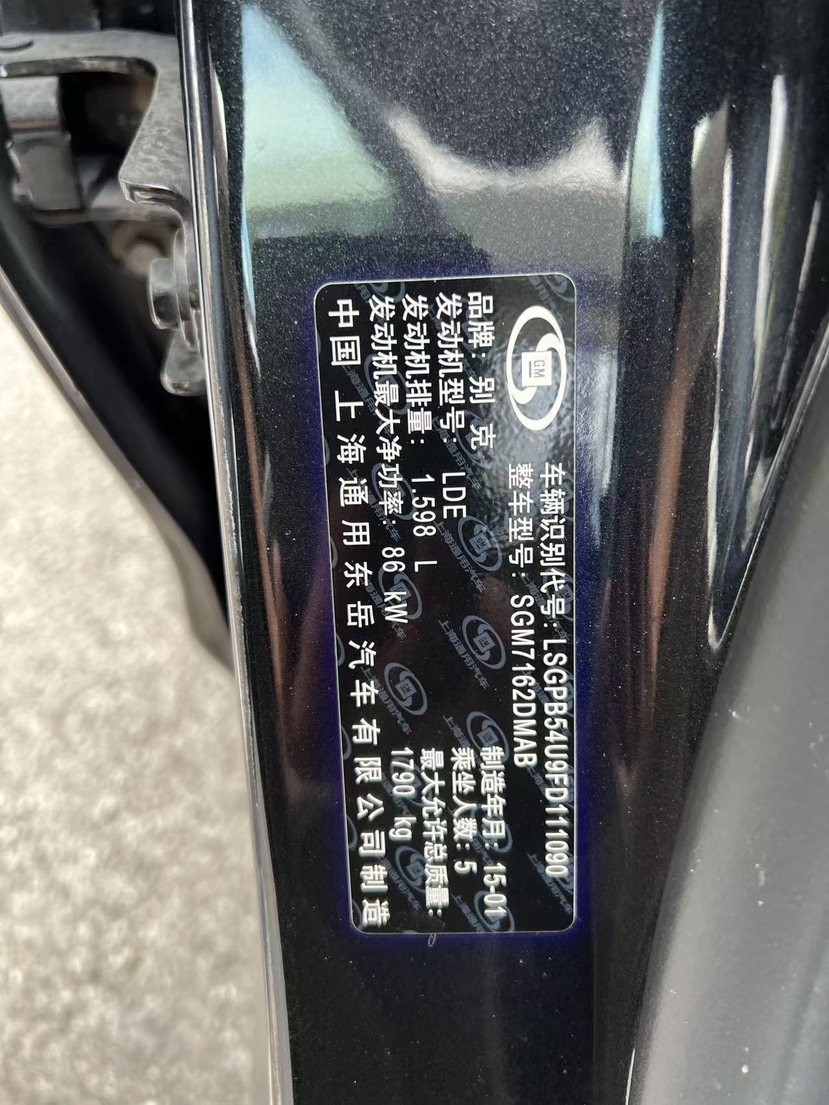 GM
车辆识别代号: LSGPB54U9FD111090
整车型号: SGM7162DMAB
品牌: 别克 制造年月: 15-01
发动机型号: LDE 乘坐人数: 5
发动机排量: 1.598 L 最大允许总质量:
发动机最大净功率: 86 kW 1790 kg
中国 上海通用东岳汽车有限公司制造